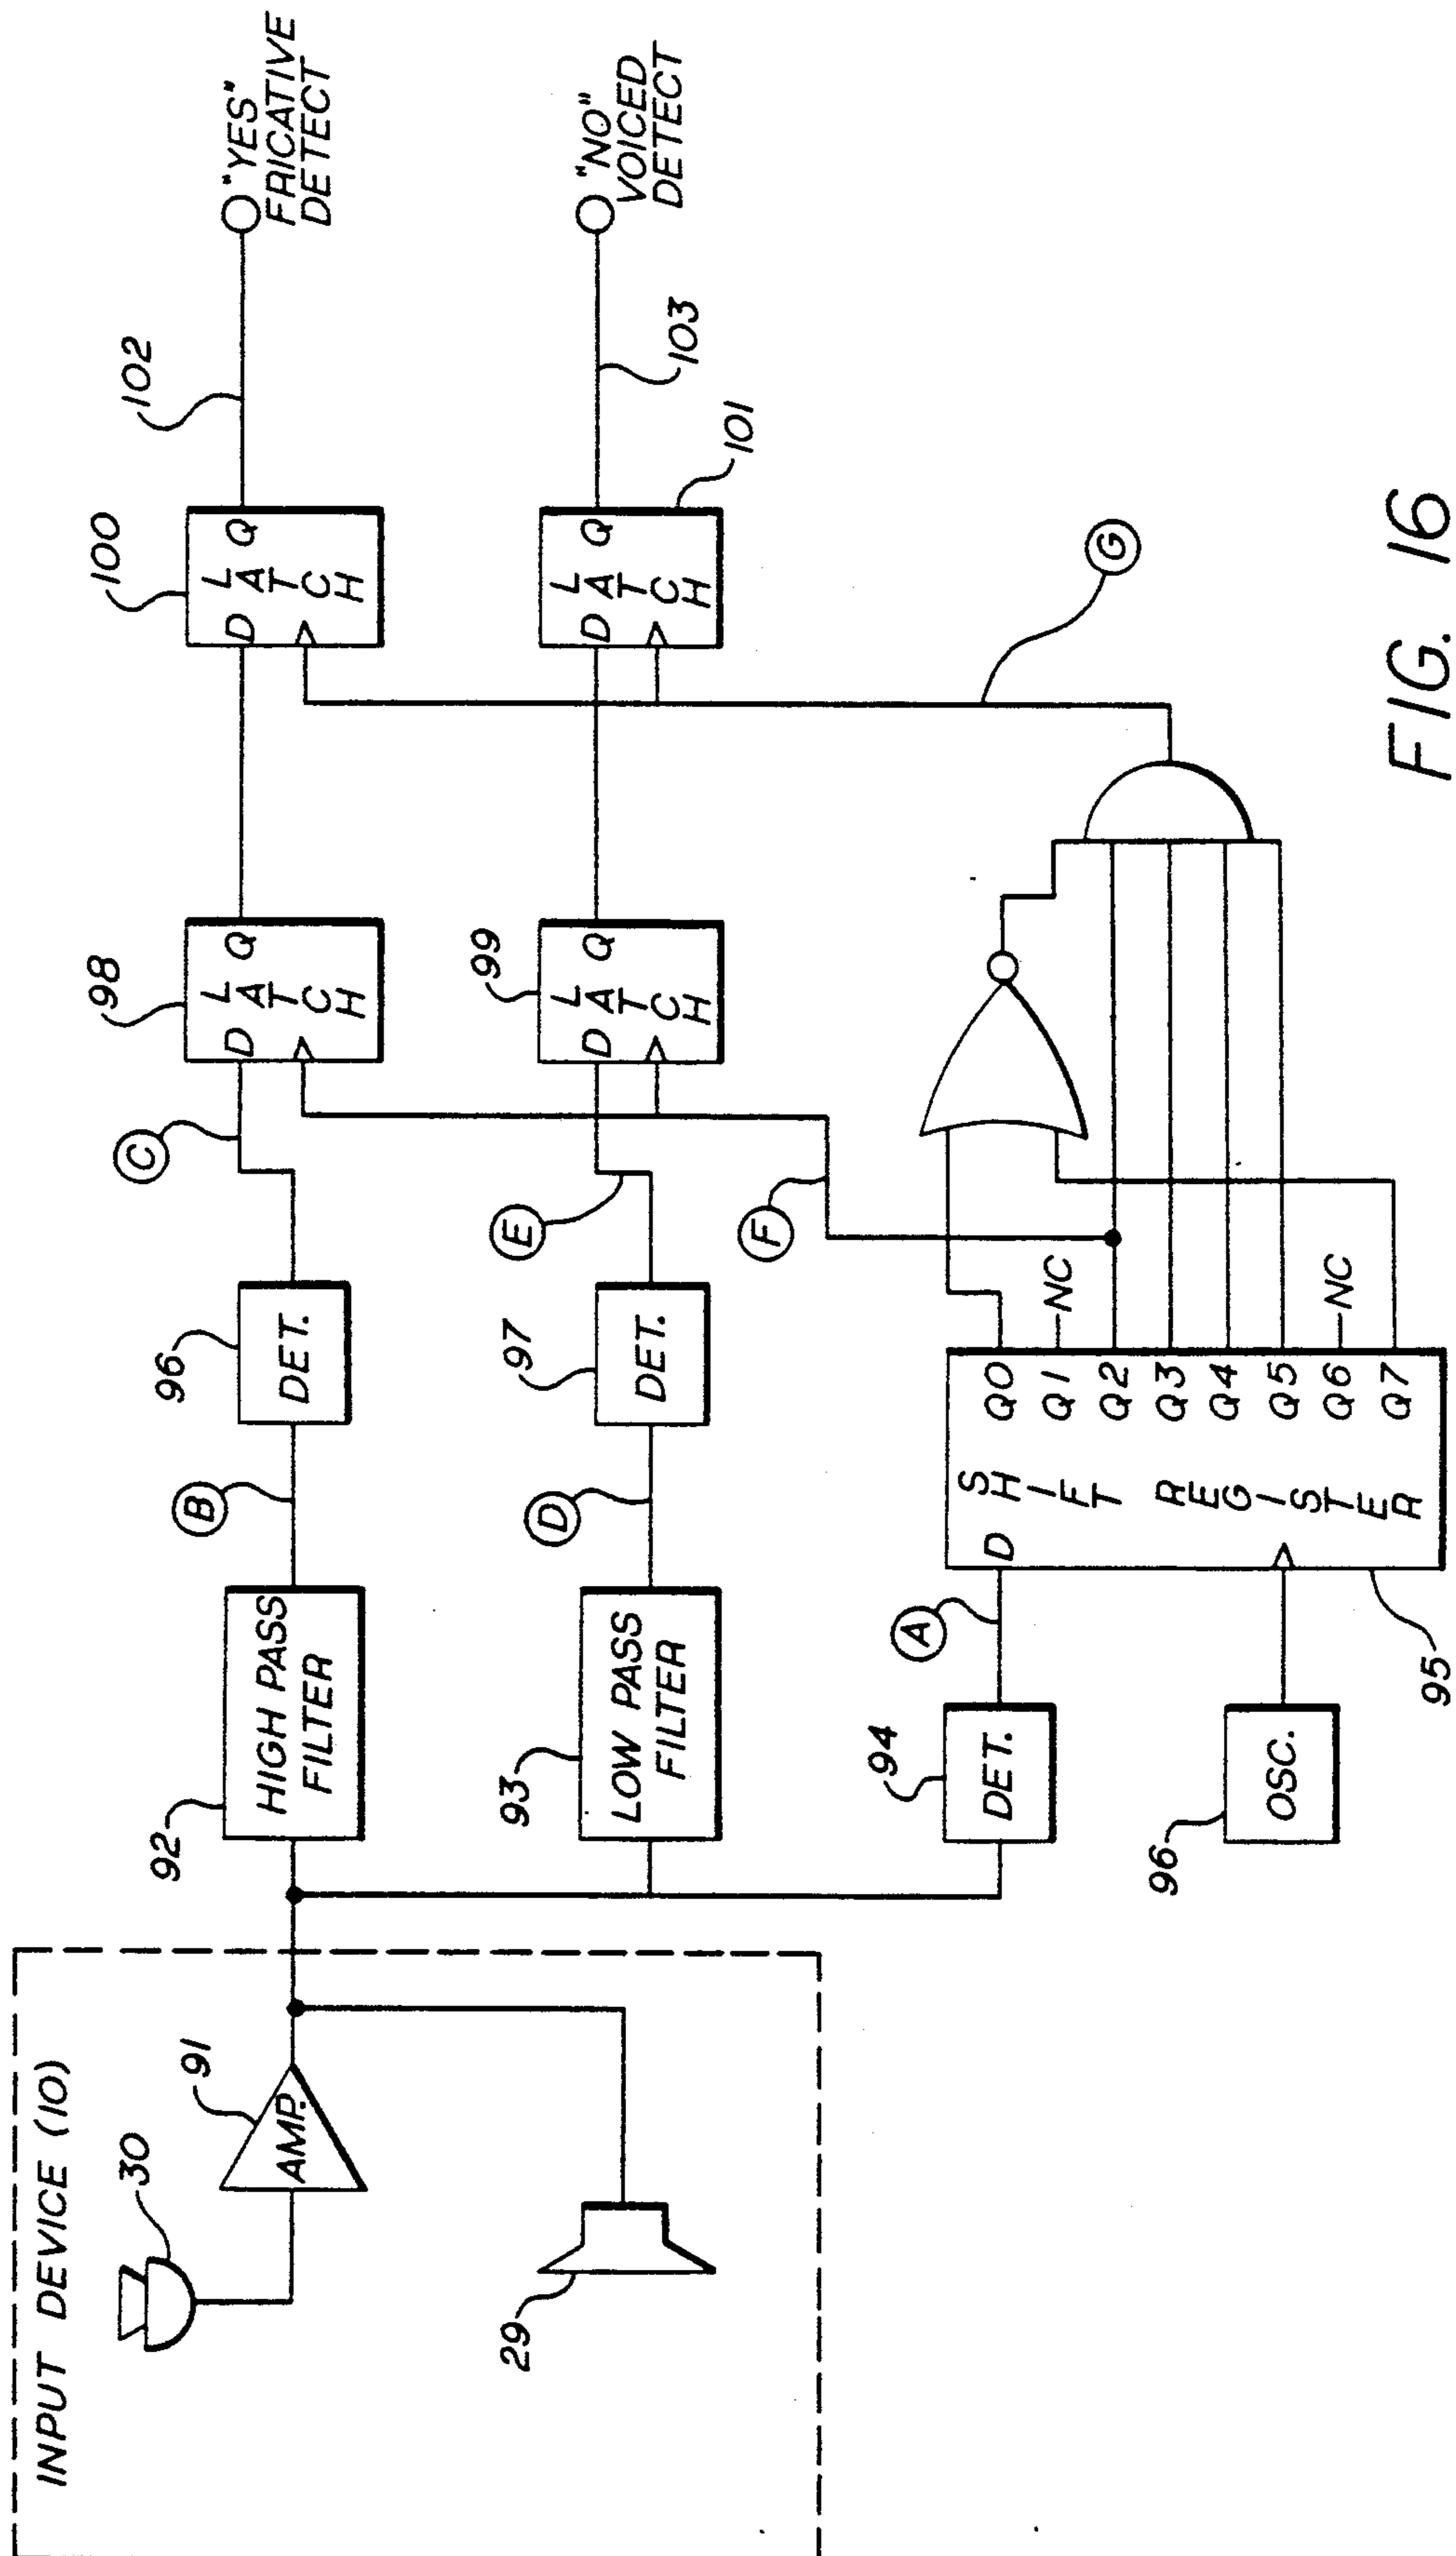 INPUT DEVICE (10)
30
91
AMP.
29
92
HIGH PASS
FILTER
B
96
DET.
C
98
D LATCH Q
100
D LATCH Q
102
"YES"
FRICATIVE
DETECT
93
LOW PASS
FILTER
D
97
DET.
E
99
D LATCH Q
101
D LATCH Q
103
"NO"
VOICED
DETECT
94
DET.
A
96
OSC.
95
D
SHIFT REGISTER
Q0
Q1
NC
Q2
Q3
Q4
Q5
Q6
NC
Q7
F
G
FIG. 16